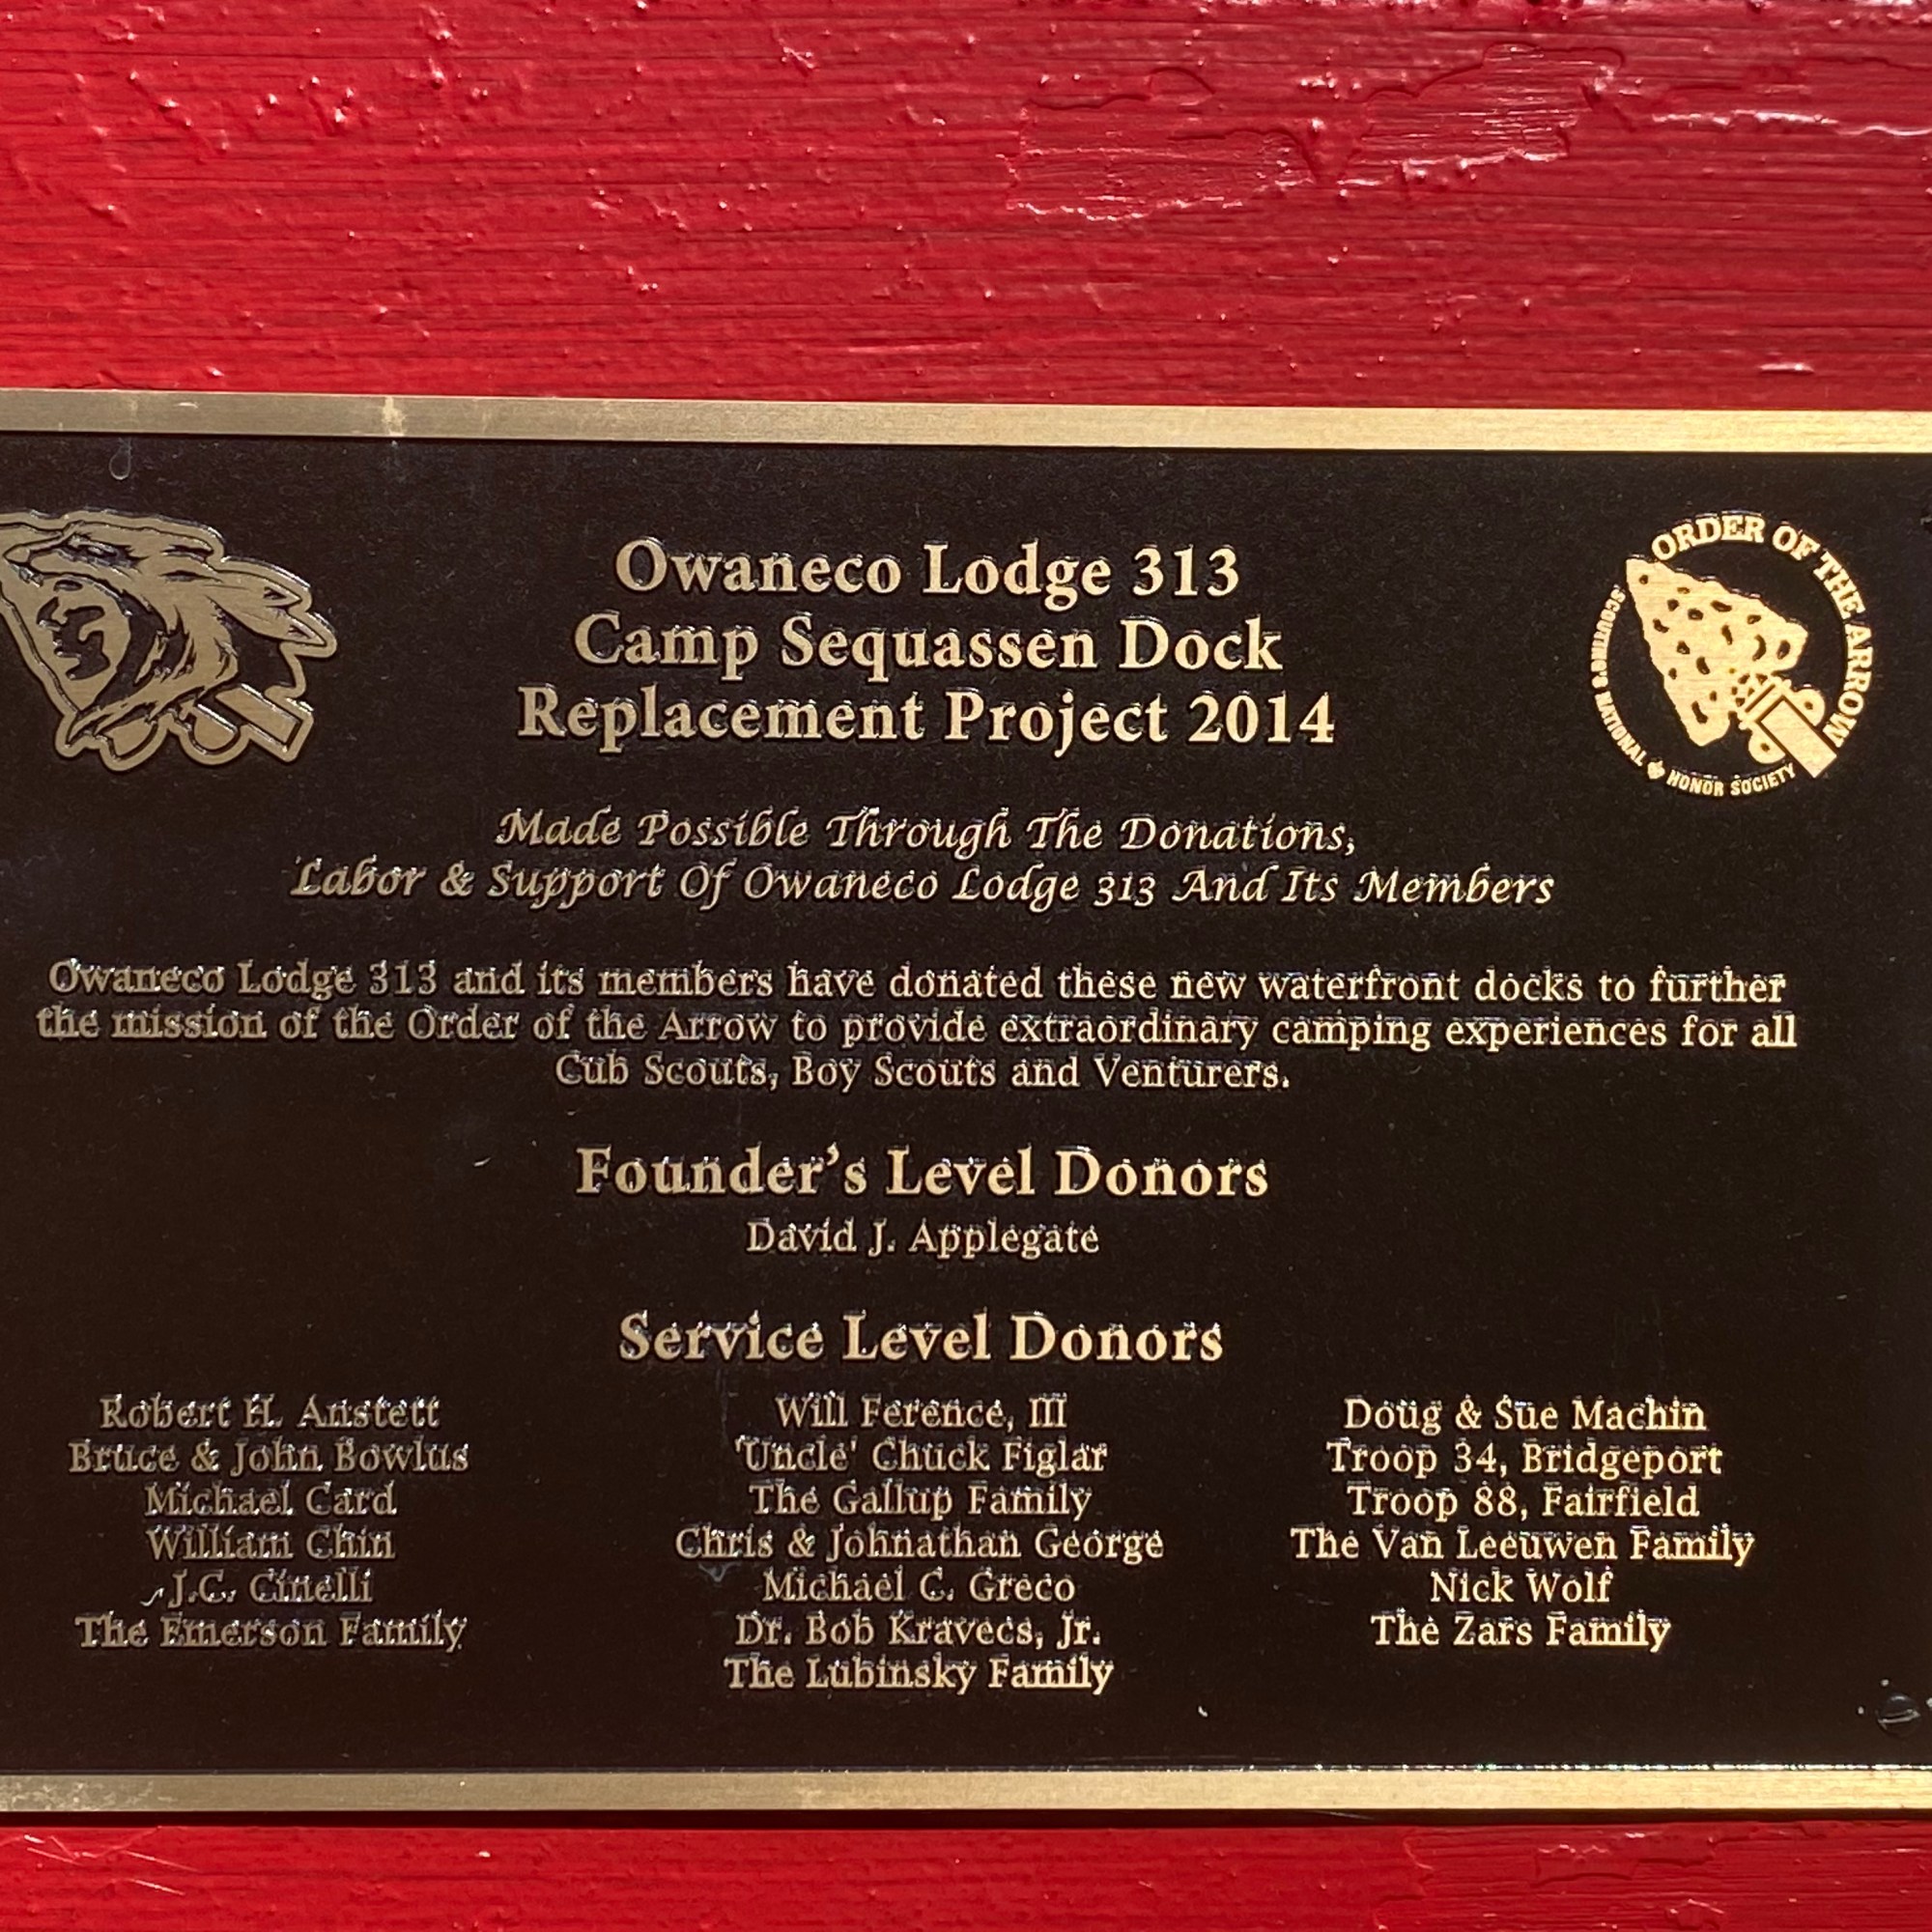 Owaneco Lodge 313
Camp Sequassen Dock
Replacement Project 2014
ORDER OF THE ARROW
SCOUTING'S NATIONAL HONOR SOCIETY
Made Possible Through The Donations,
Labor & Support Of Owaneco Lodge 313 And Its Members
Owaneco Lodge 313 and its members have donated these new waterfront docks to further
the mission of the Order of the Arrow to provide extraordinary camping experiences for all
Cub Scouts, Boy Scouts and Venturers.
Founder's Level Donors
David J. Applegate
Service Level Donors
Robert H. Anstett
Bruce & John Bowlus
Michael Card
William Chin
J.C. Cinelli
The Emerson Family
Will Ference, III
'Uncle' Chuck Figlar
The Gallup Family
Chris & Johnathan George
Michael C. Greco
Dr. Bob Kravecs, Jr.
The Lubinsky Family
Doug & Sue Machin
Troop 34, Bridgeport
Troop 88, Fairfield
The Van Leeuwen Family
Nick Wolf
The Zars Family